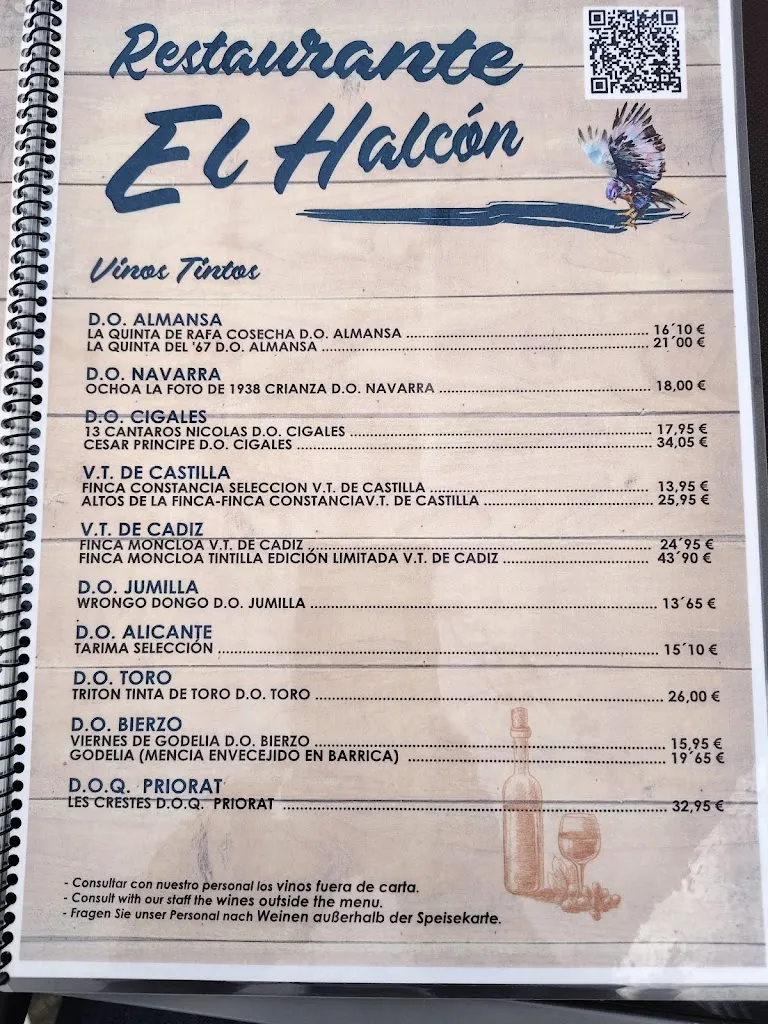 Restaurante
El Halcón
Vinos Tintos
D.O. ALMANSA
LA QUINTA DE RAFA COSECHA D.O. ALMANSA ........ 16´10 €
LA QUINTA DEL '67 D.O. ALMANSA ........ 21´00 €
D.O. NAVARRA
OCHOA LA FOTO DE 1938 CRIANZA D.O. NAVARRA ........ 18,00 €
D.O. CIGALES
13 CANTAROS NICOLAS D.O. CIGALES ........ 17,95 €
CESAR PRINCIPE D.O. CIGALES ........ 34,05 €
V.T. DE CASTILLA
FINCA CONSTANCIA SELECCION V.T. DE CASTILLA ........ 13,95 €
ALTOS DE LA FINCA-FINCA CONSTANCIAV.T. DE CASTILLA ........ 25,95 €
V.T. DE CADIZ
FINCA MONCLOA V.T. DE CADIZ ........ 24´95 €
FINCA MONCLOA TINTILLA EDICIÓN LIMITADA V.T. DE CADIZ ........ 43´90 €
D.O. JUMILLA
WRONGO DONGO D.O. JUMILLA ........ 13´65 €
D.O. ALICANTE
TARIMA SELECCIÓN ........ 15´10 €
D.O. TORO
TRITON TINTA DE TORO D.O. TORO ........ 26,00 €
D.O. BIERZO
VIERNES DE GODELIA D.O. BIERZO ........ 15,95 €
GODELIA (MENCIA ENVECEJIDO EN BARRICA) ........ 19´65 €
D.O.Q. PRIORAT
LES CRESTES D.O.Q. PRIORAT ........ 32,95 €
- Consultar con nuestro personal los vinos fuera de carta.
- Consult with our staff the wines outside the menu.
- Fragen Sie unser Personal nach Weinen außerhalb der Speisekarte.